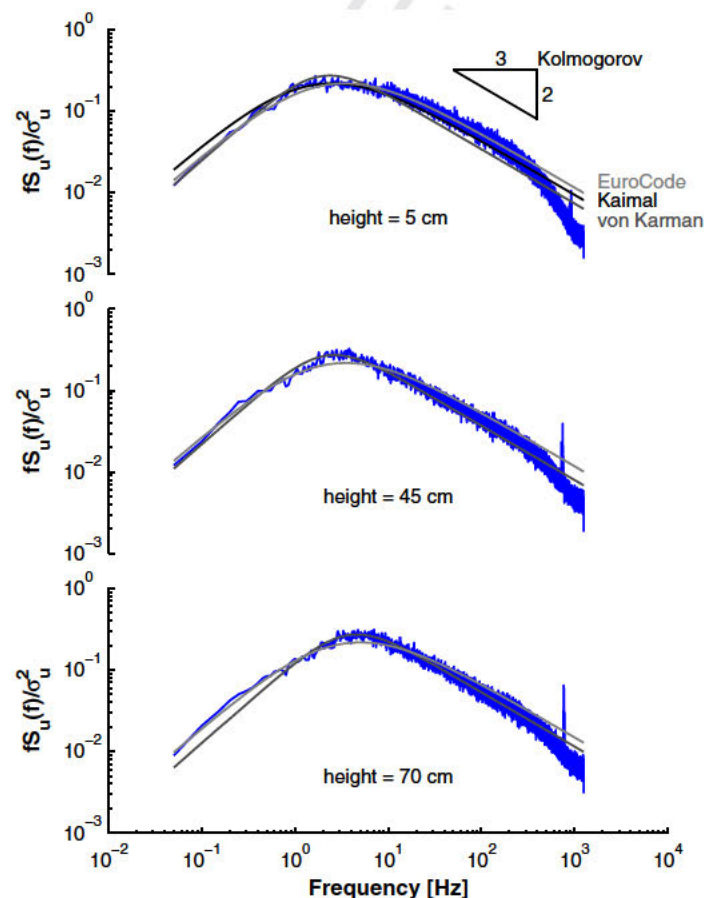 10^0
3 Kolmogorov
2
10^-1
fS_u(f)/σ_u^2
10^-2
EuroCode
Kaimal
von Karman
height = 5 cm
10^-3
10^0
10^-1
fS_u(f)/σ_u^2
10^-2
height = 45 cm
10^-3
10^0
10^-1
fS_u(f)/σ_u^2
10^-2
height = 70 cm
10^-3
10^-2 10^-1 10^0 10^1 10^2 10^3 10^4
Frequency [Hz]